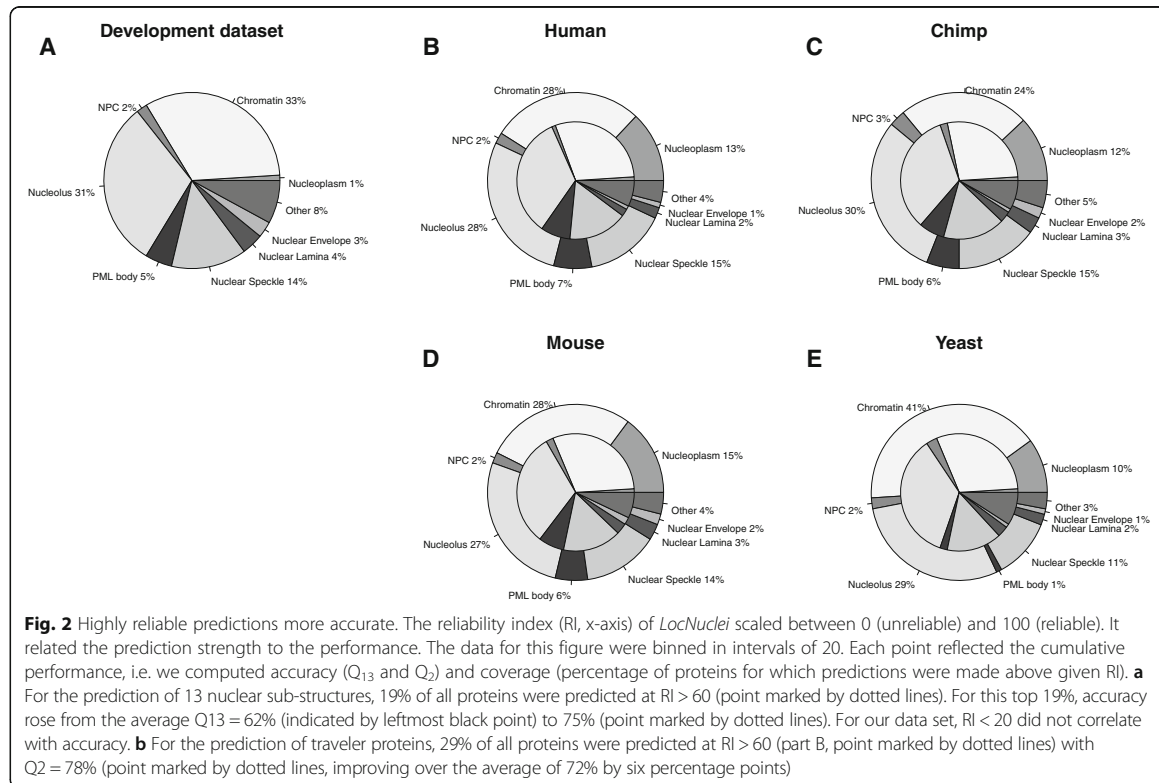 Development dataset
A
Chromatin 33%
NPC 2%
Nucleolus 31%
Nucleoplasm 1%
Other 8%
Nuclear Envelope 3%
Nuclear Lamina 4%
Nuclear Speckle 14%
PML body 5%
Human
B
Chromatin 28%
NPC 2%
Nucleoplasm 13%
Other 4%
Nuclear Envelope 1%
Nuclear Lamina 2%
Nucleolus 28%
Nuclear Speckle 15%
PML body 7%
Chimp
C
Chromatin 24%
NPC 3%
Nucleoplasm 12%
Other 5%
Nuclear Envelope 2%
Nuclear Lamina 3%
Nucleolus 30%
Nuclear Speckle 15%
PML body 6%
Mouse
D
Chromatin 28%
NPC 2%
Nucleoplasm 15%
Other 4%
Nuclear Envelope 2%
Nuclear Lamina 3%
Nucleolus 27%
Nuclear Speckle 14%
PML body 6%
Yeast
E
Chromatin 41%
Nucleoplasm 10%
NPC 2%
Other 3%
Nuclear Envelope 1%
Nuclear Lamina 2%
Nuclear Speckle 11%
Nucleolus 29%
PML body 1%
Fig. 2 Highly reliable predictions more accurate. The reliability index (RI, x-axis) of LocNuclei scaled between 0 (unreliable) and 100 (reliable). It
related the prediction strength to the performance. The data for this figure were binned in intervals of 20. Each point reflected the cumulative
performance, i.e. we computed accuracy (Q13 and Q2) and coverage (percentage of proteins for which predictions were made above given RI). a
For the prediction of 13 nuclear sub-structures, 19% of all proteins were predicted at RI > 60 (point marked by dotted lines). For this top 19%, accuracy
rose from the average Q13 = 62% (indicated by leftmost black point) to 75% (point marked by dotted lines). For our data set, RI < 20 did not correlate
with accuracy. b For the prediction of traveler proteins, 29% of all proteins were predicted at RI > 60 (part B, point marked by dotted lines) with
Q2 = 78% (point marked by dotted lines, improving over the average of 72% by six percentage points)